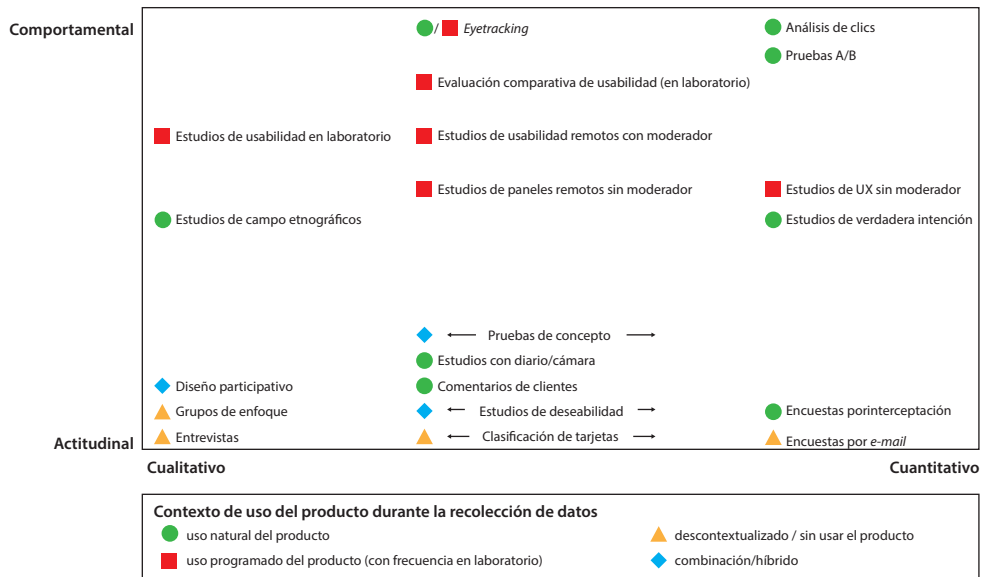 Comportamental
/ Eyetracking
Análisis de clics
Pruebas A/B
Evaluación comparativa de usabilidad (en laboratorio)
Estudios de usabilidad en laboratorio
Estudios de usabilidad remotos con moderador
Estudios de paneles remotos sin moderador
Estudios de UX sin moderador
Estudios de campo etnográficos
Estudios de verdadera intención
Pruebas de concepto
Estudios con diario/cámara
Diseño participativo
Comentarios de clientes
Grupos de enfoque
Estudios de deseabilidad
Encuestas porinterceptación
Actitudinal
Entrevistas
Clasificación de tarjetas
Encuestas por e-mail
Cualitativo
Cuantitativo
Contexto de uso del producto durante la recolección de datos
uso natural del producto
descontextualizado / sin usar el producto
uso programado del producto (con frecuencia en laboratorio)
combinación/híbrido